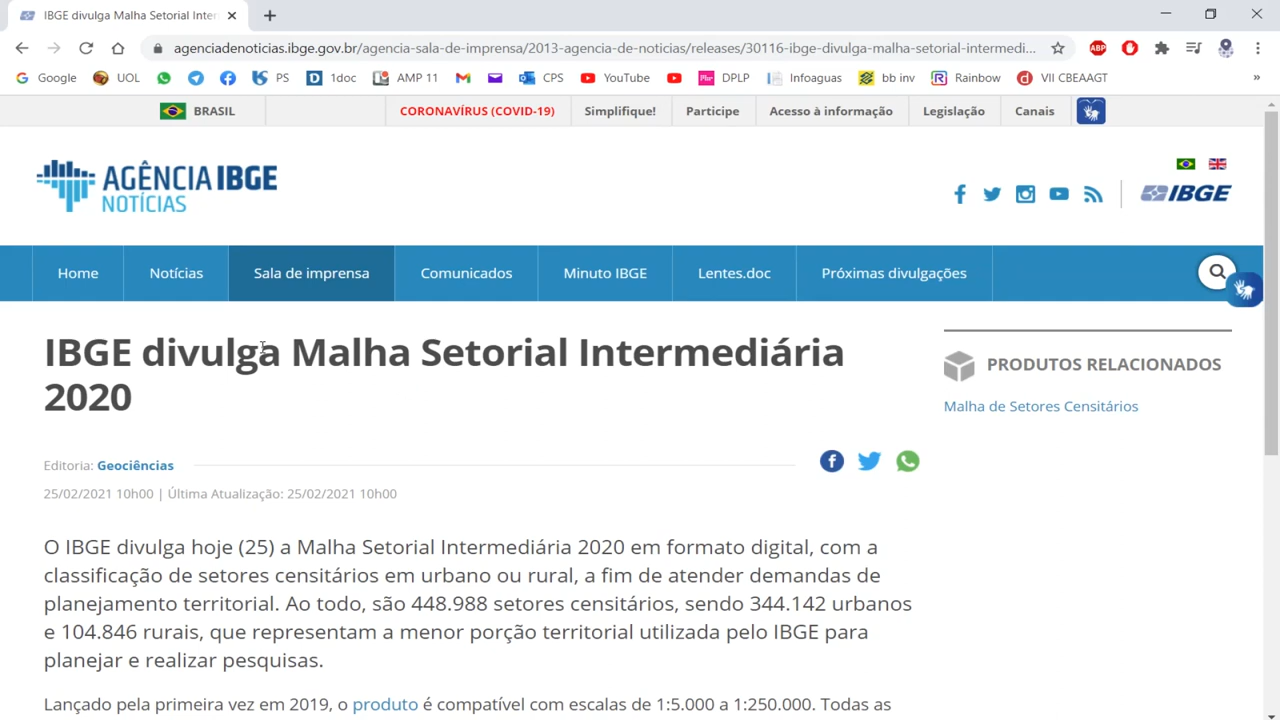 IBGE divulga Malha Setorial Inter
agenciadenoticias.ibge.gov.br/agencia-sala-de-imprensa/2013-agencia-de-noticias/releases/30116-ibge-divulga-malha-setorial-intermedi...
ABP
Google UOL PS 1doc AMP 11 CPS YouTube DPLP Infoaguas bb inv Rainbow VII CBEAAGT »
BRASIL CORONAVÍRUS (COVID-19) Simplifique! Participe Acesso à informação Legislação Canais
AGÊNCIA IBGE
NOTÍCIAS
IBGE
Home Notícias Sala de imprensa Comunicados Minuto IBGE Lentes.doc Próximas divulgações
IBGE divulga Malha Setorial Intermediária
2020
PRODUTOS RELACIONADOS
Malha de Setores Censitários
Editoria: Geociências
25/02/2021 10h00 | Última Atualização: 25/02/2021 10h00
O IBGE divulga hoje (25) a Malha Setorial Intermediária 2020 em formato digital, com a
classificação de setores censitários em urbano ou rural, a fim de atender demandas de
planejamento territorial. Ao todo, são 448.988 setores censitários, sendo 344.142 urbanos
e 104.846 rurais, que representam a menor porção territorial utilizada pelo IBGE para
planejar e realizar pesquisas.
Lançado pela primeira vez em 2019, o produto é compatível com escalas de 1:5.000 a 1:250.000. Todas as